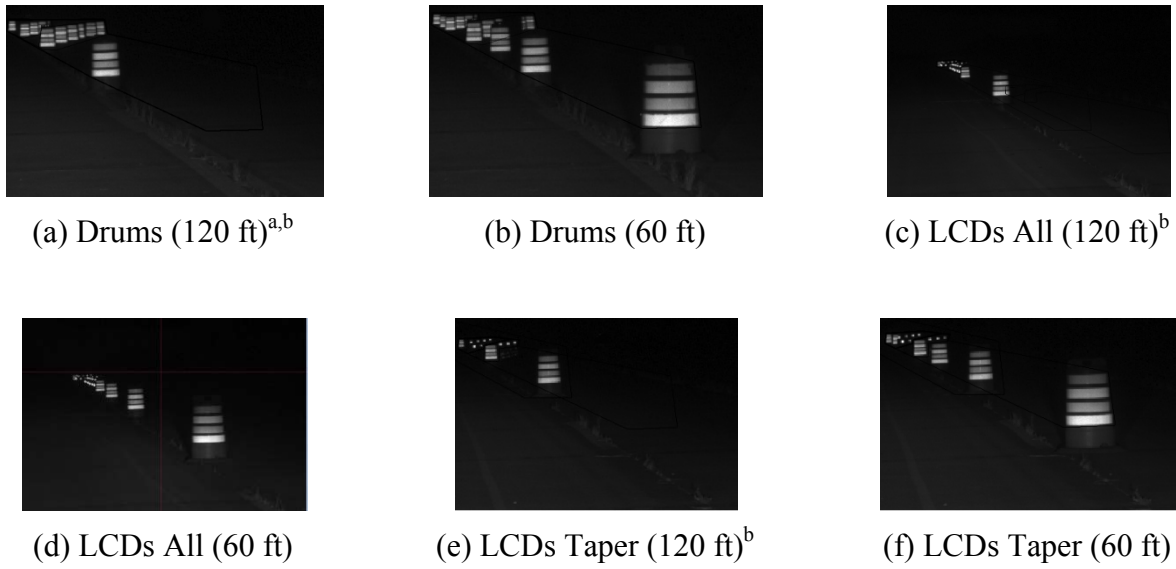 (a) Drums (120 ft)a,b
(b) Drums (60 ft)
(c) LCDs All (120 ft)b
(d) LCDs All (60 ft)
(e) LCDs Taper (120 ft)b
(f) LCDs Taper (60 ft)